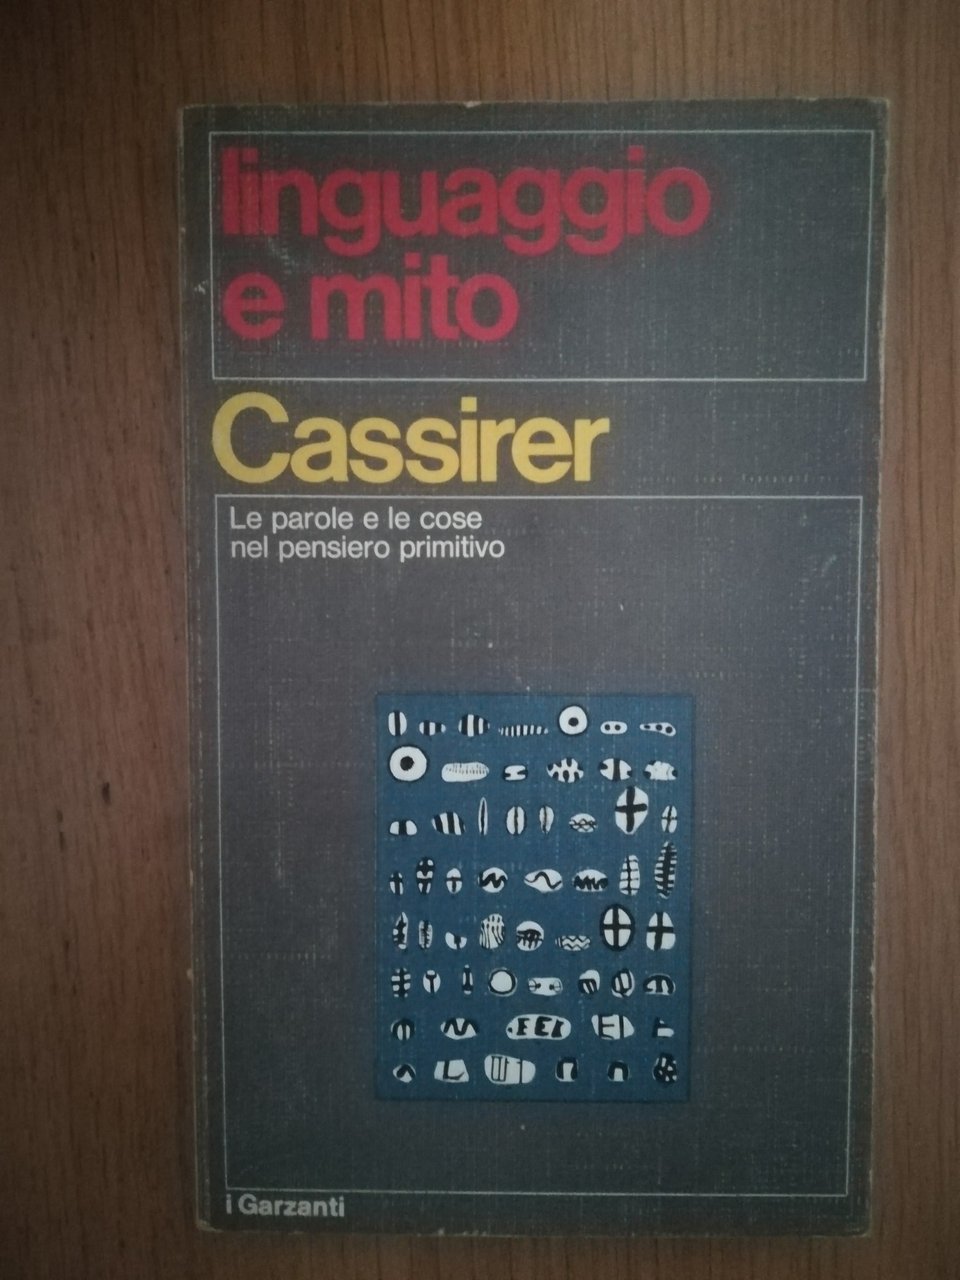 linguaggio
e mito
Cassirer
Le parole e le cose
nel pensiero primitivo
i Garzanti